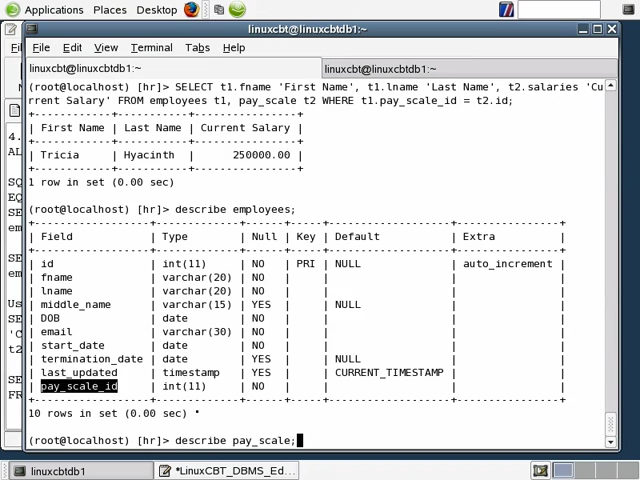 Applications Places Desktop
linuxcbt@linuxcbtdb1:~
File Edit View Terminal Tabs Help
linuxcbt@linuxcbtdb1:~ linuxcbt@linuxcbtdb1:~
(root@localhost) [hr]> SELECT t1.fname 'First Name', t1.lname 'Last Name', t2.salaries 'Cu
rrent Salary' FROM employees t1, pay_scale t2 WHERE t1.pay_scale_id = t2.id;
+------------+-----------+----------------+
| First Name | Last Name | Current Salary |
+------------+-----------+----------------+
| Tricia | Hyacinth | 250000.00 |
+------------+-----------+----------------+
1 row in set (0.00 sec)
(root@localhost) [hr]> describe employees;
+------------------+-------------+------+-----+-------------------+----------------+
| Field | Type | Null | Key | Default | Extra |
+------------------+-------------+------+-----+-------------------+----------------+
| id | int(11) | NO | PRI | NULL | auto_increment |
| fname | varchar(20) | NO | | | |
| lname | varchar(20) | NO | | | |
| middle_name | varchar(15) | YES | | NULL | |
| DOB | date | NO | | | |
| email | varchar(30) | NO | | | |
| start_date | date | NO | | | |
| termination_date | date | YES | | NULL | |
| last_updated | timestamp | YES | | CURRENT_TIMESTAMP | |
| pay_scale_id | int(11) | NO | | | |
+------------------+-------------+------+-----+-------------------+----------------+
10 rows in set (0.00 sec)
(root@localhost) [hr]> describe pay_scale;
linuxcbtdb1 *LinuxCBT_DBMS_Ed...